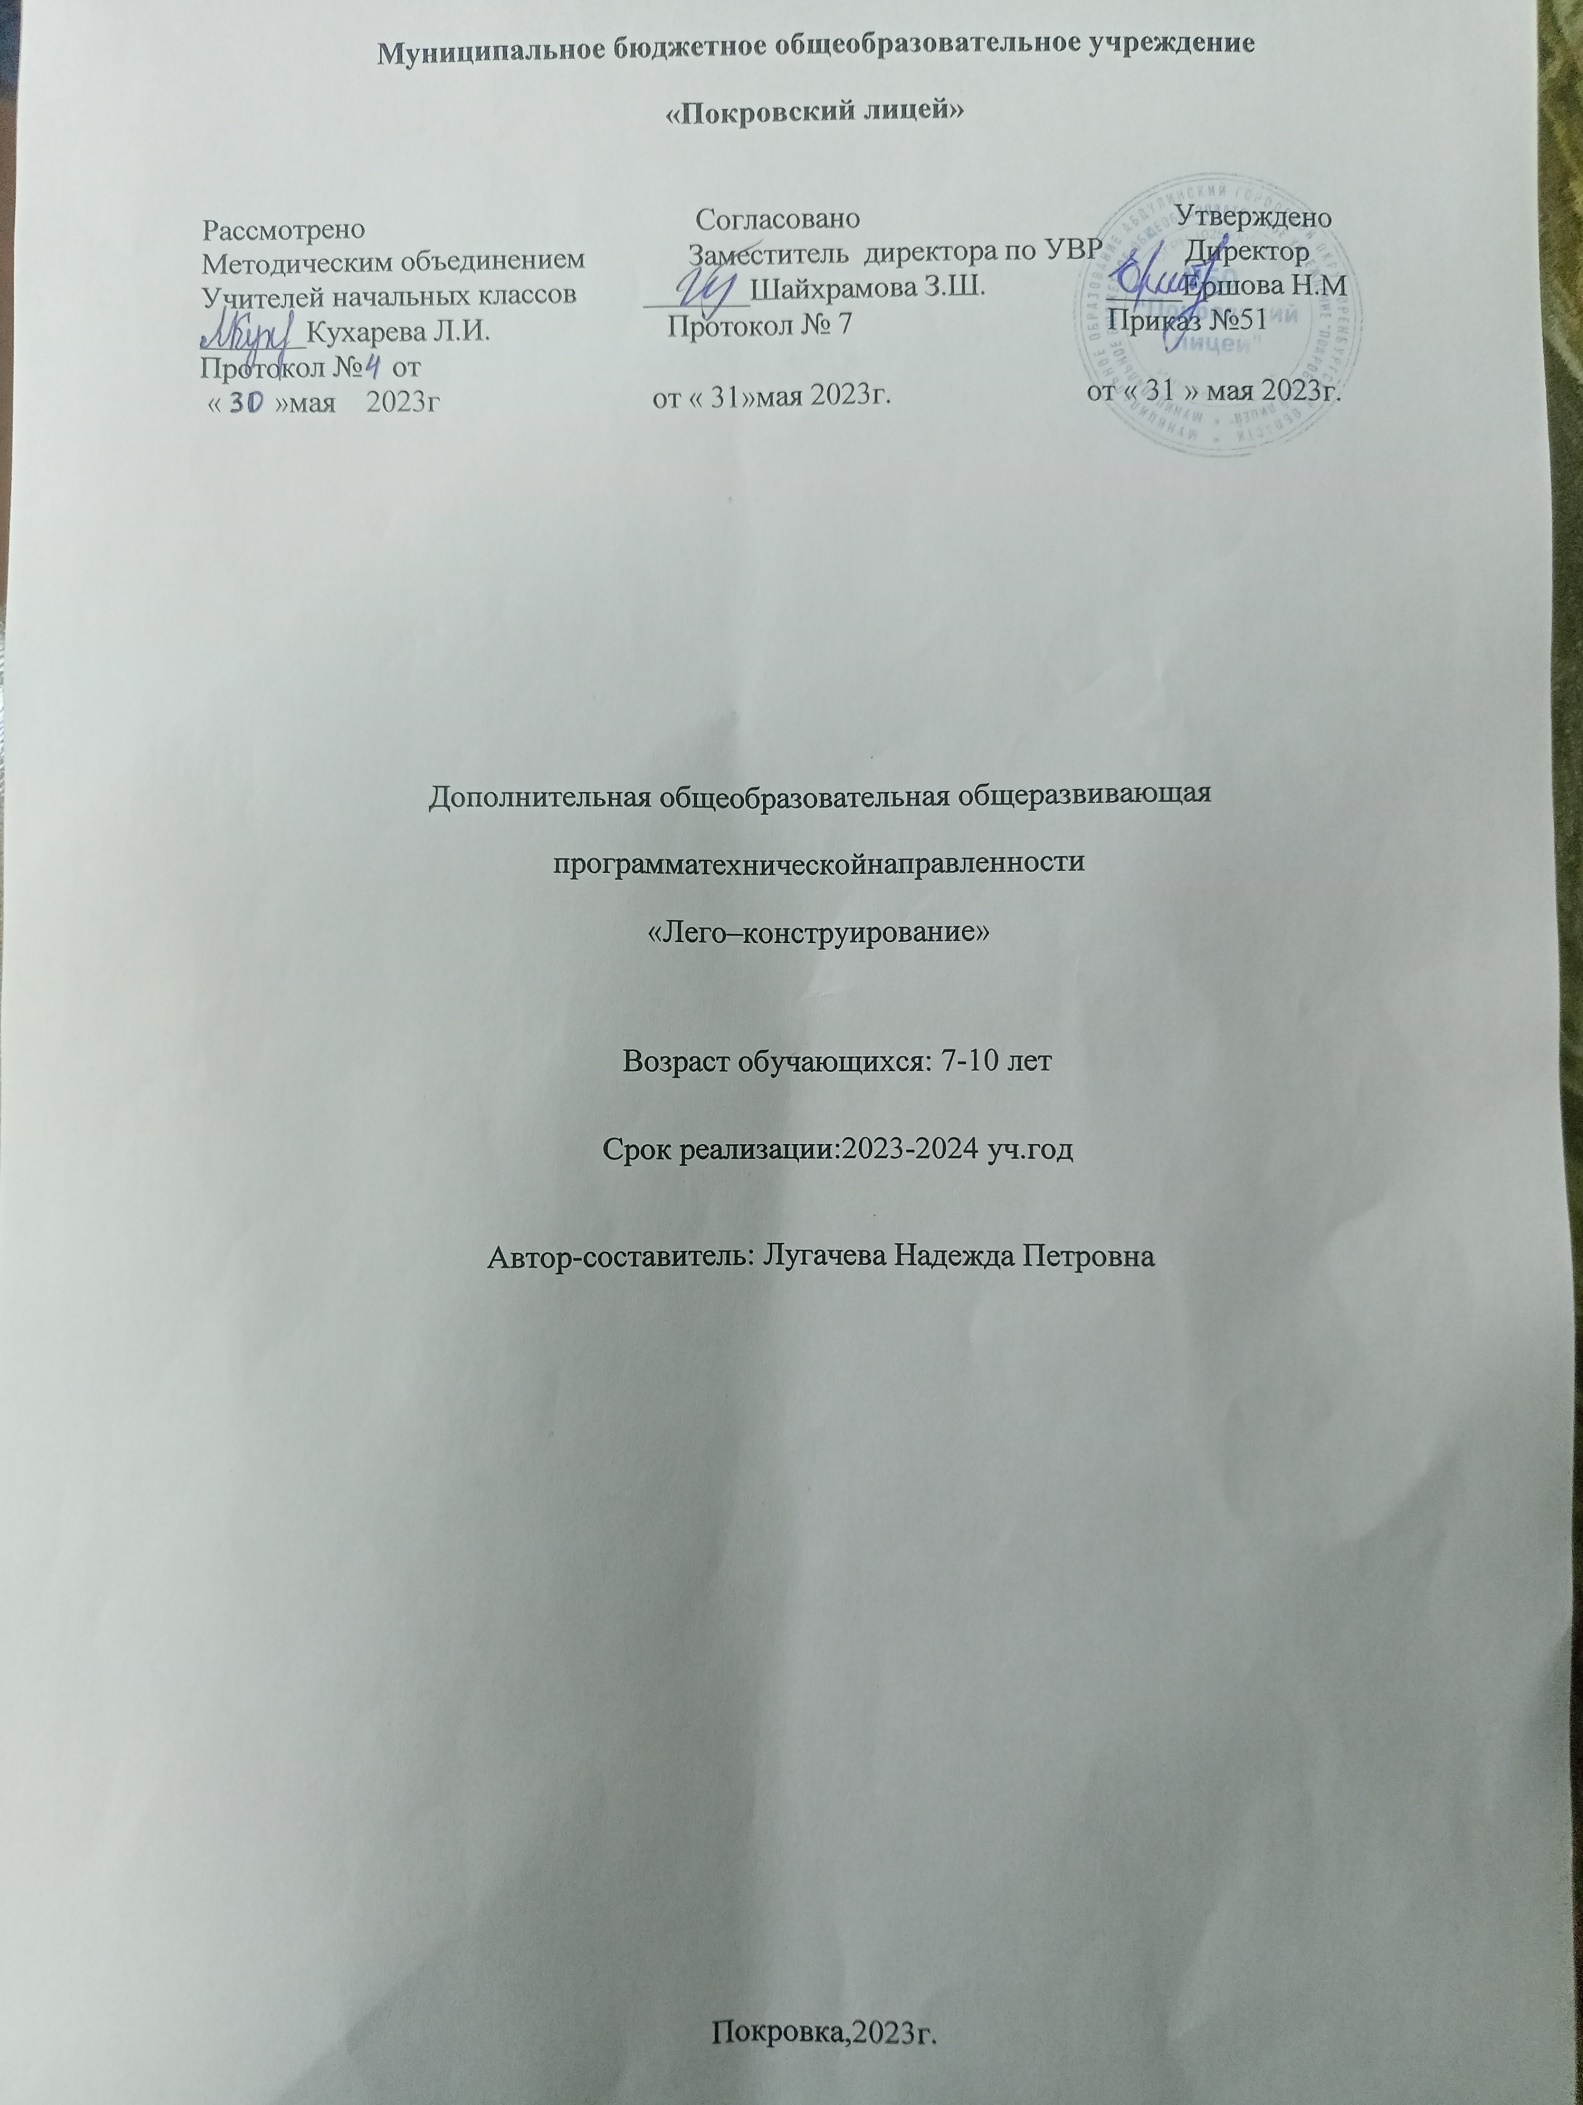 Муниципальное бюджетное общеобразовательное учреждение
«Покровский лицей»
Рассмотрено
Методическим объединением
Учителей начальных классов
Кухарева Л.И.
Протокол №4 от
« 30 »мая 2023г
Согласовано
Заместитель директора по УВР
Шайхрамова З.Ш.
Протокол № 7
от « 31»мая 2023г.
Утверждено
Директор
Ершова Н.М
Приказ №51
от « 31 » мая 2023г.
лицей"
Дополнительная общеобразовательная общеразвивающая
программатехническойнаправленности
«Лего–конструирование»
Возраст обучающихся: 7-10 лет
Срок реализации:2023-2024 уч.год
Автор-составитель: Лугачева Надежда Петровна
Покровка,2023г.